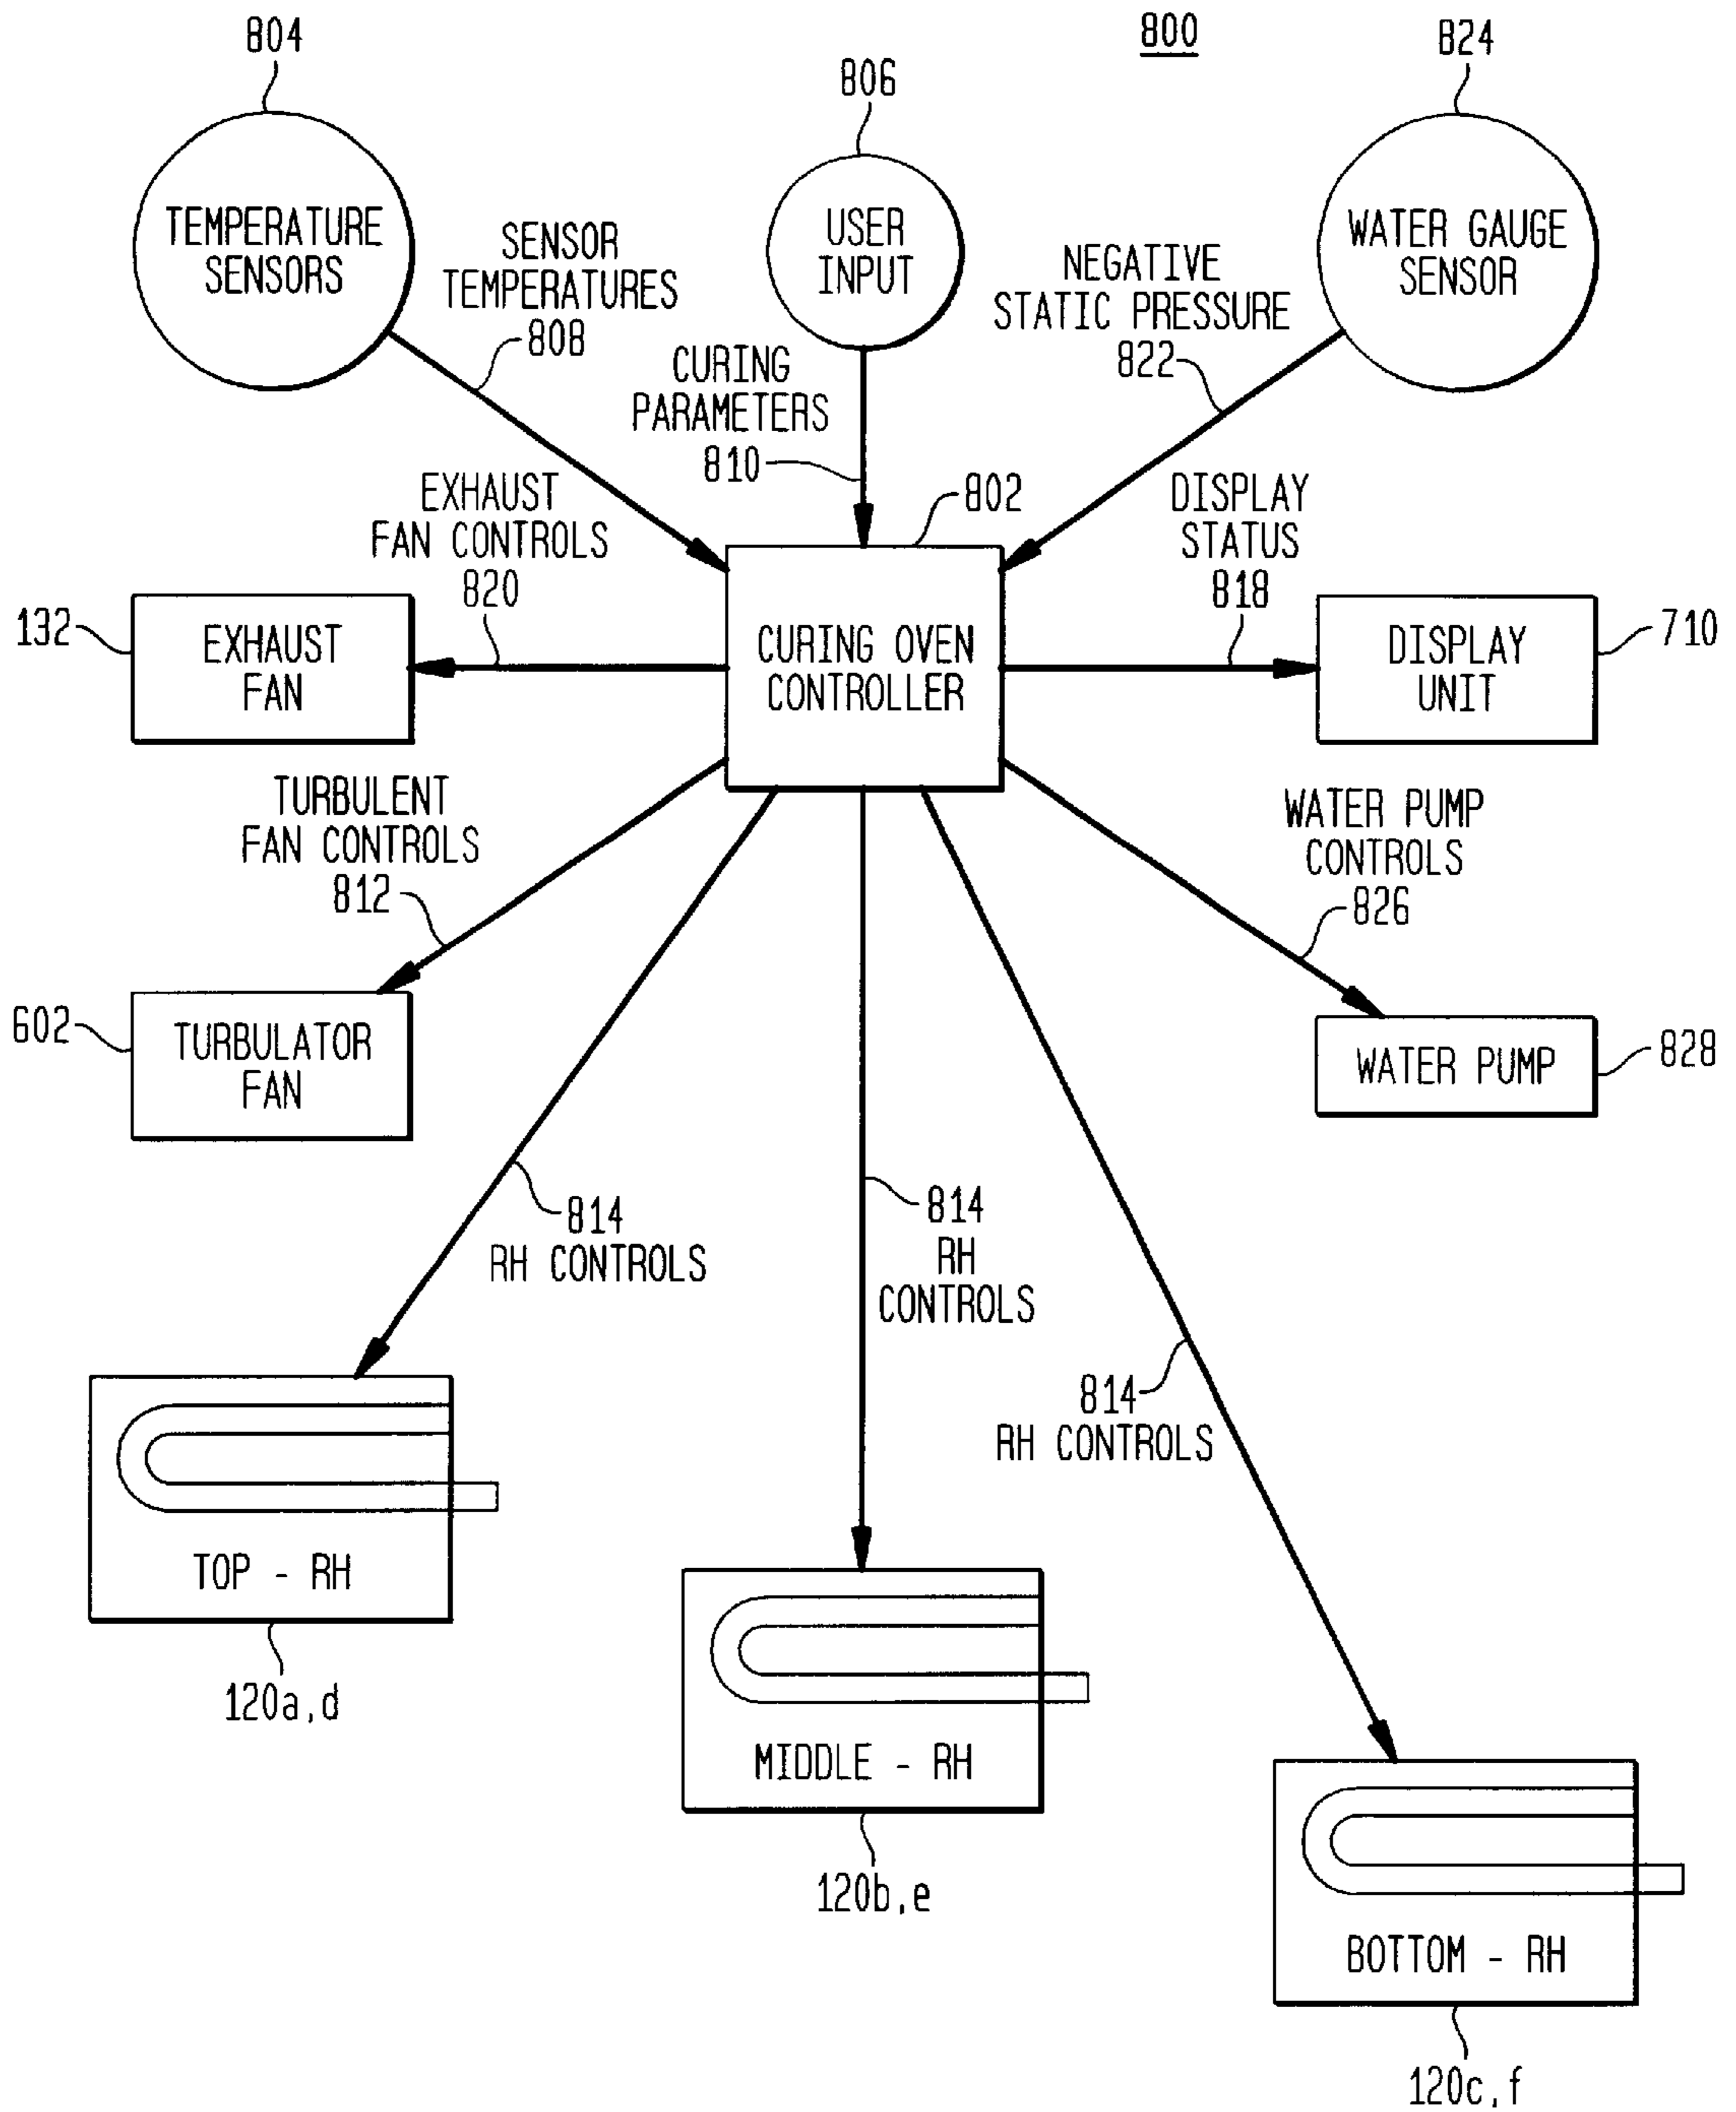 800
804
806
824
TEMPERATURE
SENSORS
USER
INPUT
WATER GAUGE
SENSOR
SENSOR
TEMPERATURES
808
NEGATIVE
STATIC PRESSURE
822
CURING
PARAMETERS
810
802
EXHAUST
FAN CONTROLS
820
DISPLAY
STATUS
818
132
EXHAUST
FAN
CURING OVEN
CONTROLLER
DISPLAY
UNIT
710
TURBULENT
FAN CONTROLS
812
WATER PUMP
CONTROLS
826
602
TURBULATOR
FAN
WATER PUMP
828
814
RH CONTROLS
814
RH
CONTROLS
814
RH CONTROLS
TOP - RH
120a,d
MIDDLE - RH
120b,e
BOTTOM - RH
120c,f